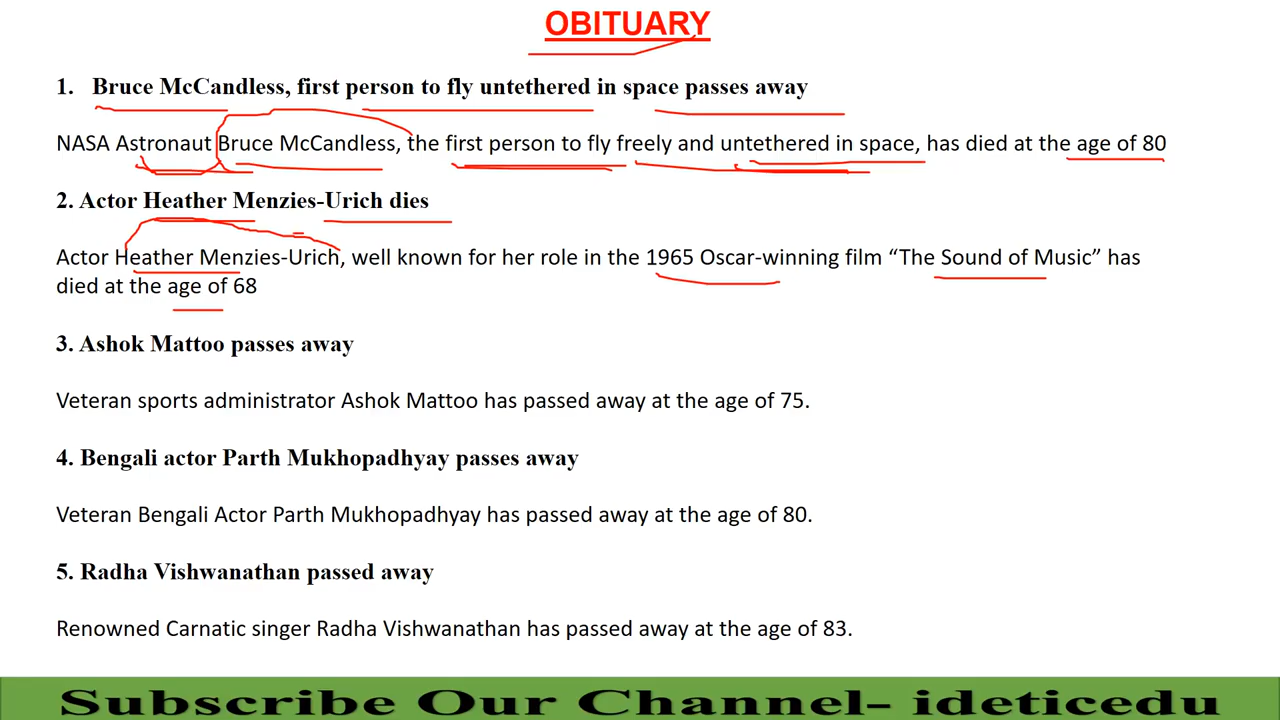 OBITUARY
1. Bruce McCandless, first person to fly untethered in space passes away
NASA Astronaut Bruce McCandless, the first person to fly freely and untethered in space, has died at the age of 80
2. Actor Heather Menzies-Urich dies
Actor Heather Menzies-Urich, well known for her role in the 1965 Oscar-winning film “The Sound of Music” has
died at the age of 68
3. Ashok Mattoo passes away
Veteran sports administrator Ashok Mattoo has passed away at the age of 75.
4. Bengali actor Parth Mukhopadhyay passes away
Veteran Bengali Actor Parth Mukhopadhyay has passed away at the age of 80.
5. Radha Vishwanathan passed away
Renowned Carnatic singer Radha Vishwanathan has passed away at the age of 83.
Subscribe Our Channel- ideticedu